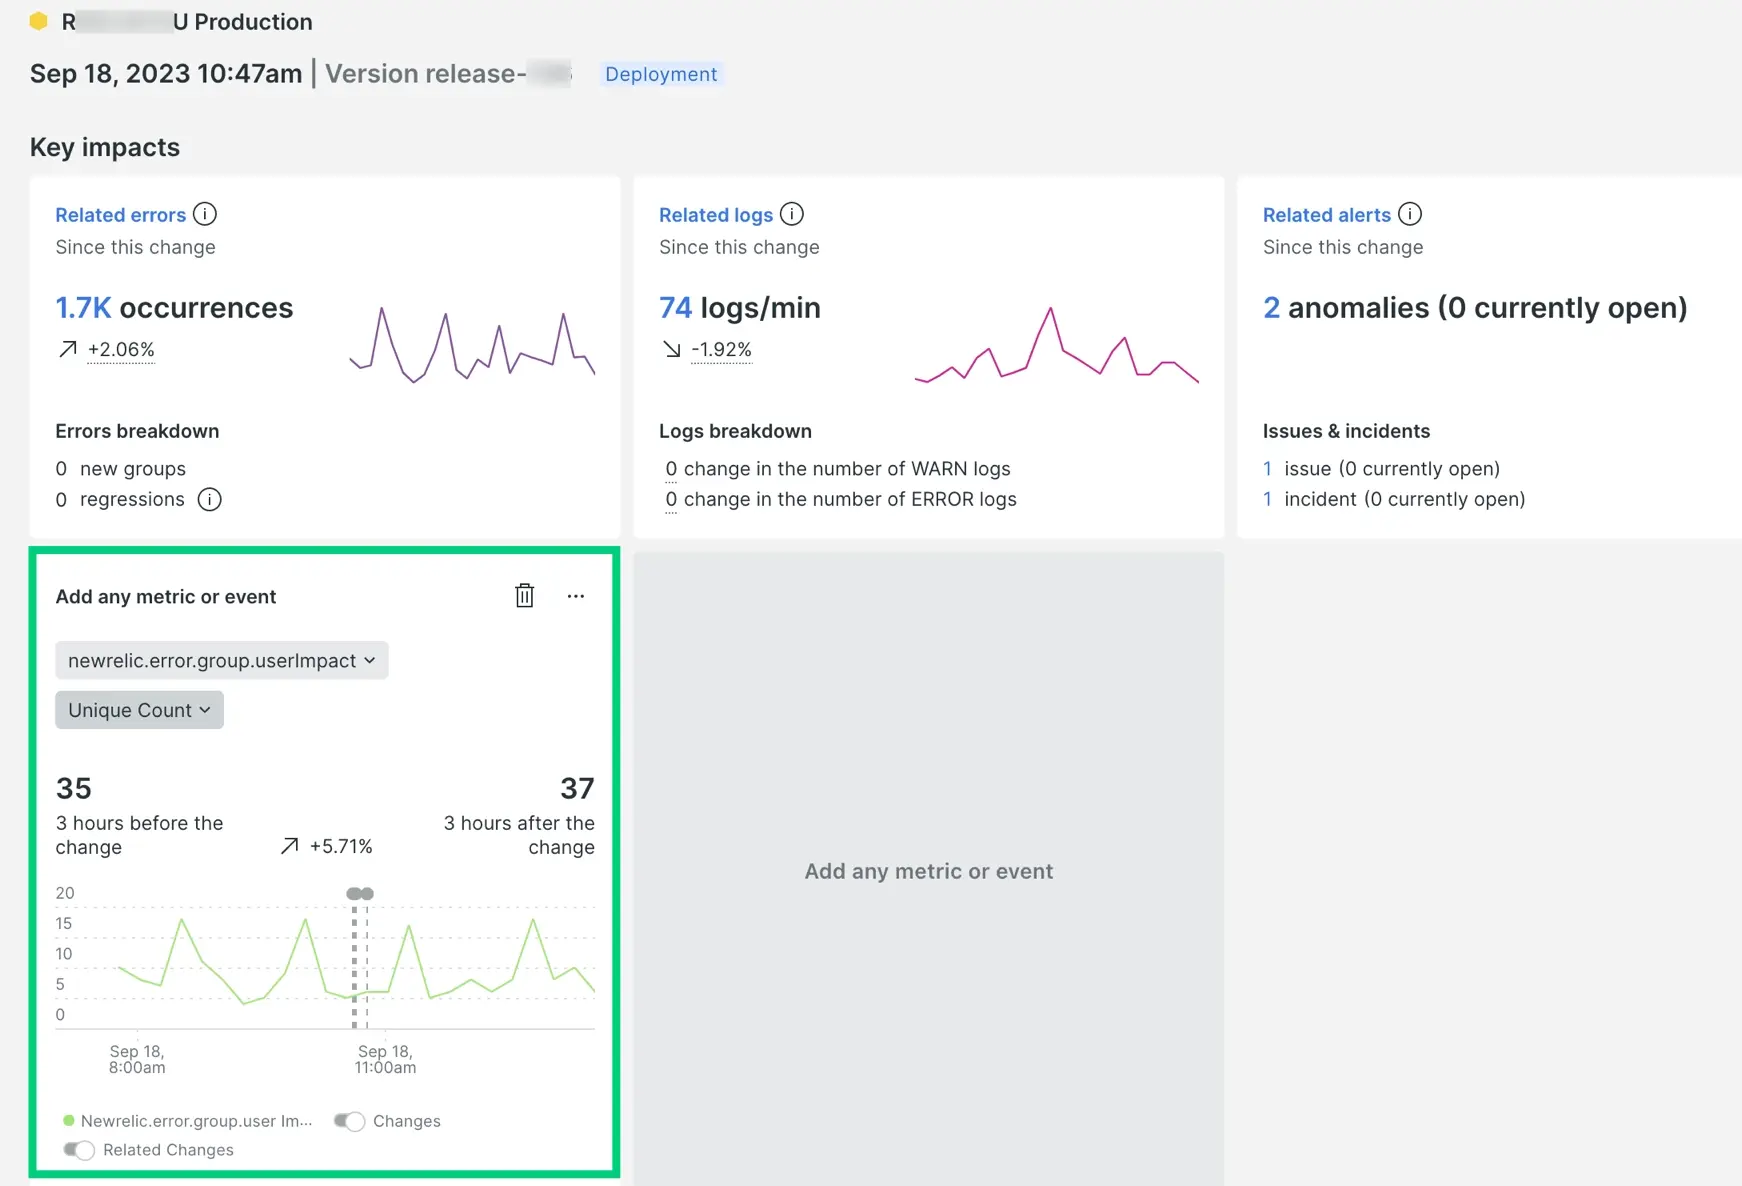 R U Production
Sep 18, 2023 10:47am | Version release-
Deployment
Key impacts
Related errors
Since this change
1.7K occurrences
+2.06%
Errors breakdown
0 new groups
0 regressions
Related logs
Since this change
74 logs/min
-1.92%
Logs breakdown
0 change in the number of WARN logs
0 change in the number of ERROR logs
Related alerts
Since this change
2 anomalies (0 currently open)
Issues & incidents
1 issue (0 currently open)
1 incident (0 currently open)
Add any metric or event
...
newrelic.error.group.userImpact
Unique Count
35
3 hours before the
change
+5.71%
37
3 hours after the
change
20
15
10
5
0
Sep 18,
8:00am
Sep 18,
11:00am
Newrelic.error.group.user Im...
Changes
Related Changes
Add any metric or event